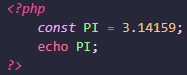 <?php
const PI = 3.14159;
echo PI;
?>